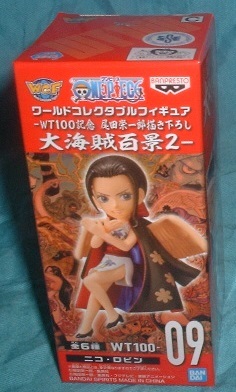 WCF ONE PIECE BANPRESTO
ワールドコレクタブルフィギュア
-WT100記念 尾田栄一郎描き下ろし
大海賊百景2-
全6種 WT100-09
ニコ・ロビン
BANDAI SPIRITS MADE IN CHINA
BANDAI